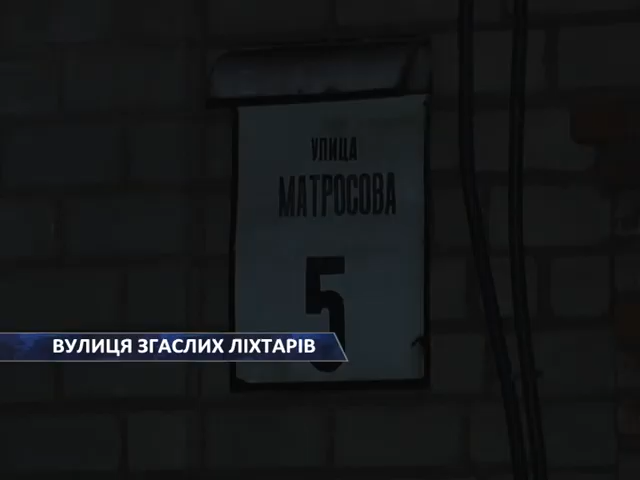 УЛИЦА
МАТРОСОВА
5
ВУЛИЦЯ ЗГАСЛИХ ЛІХТАРІВ